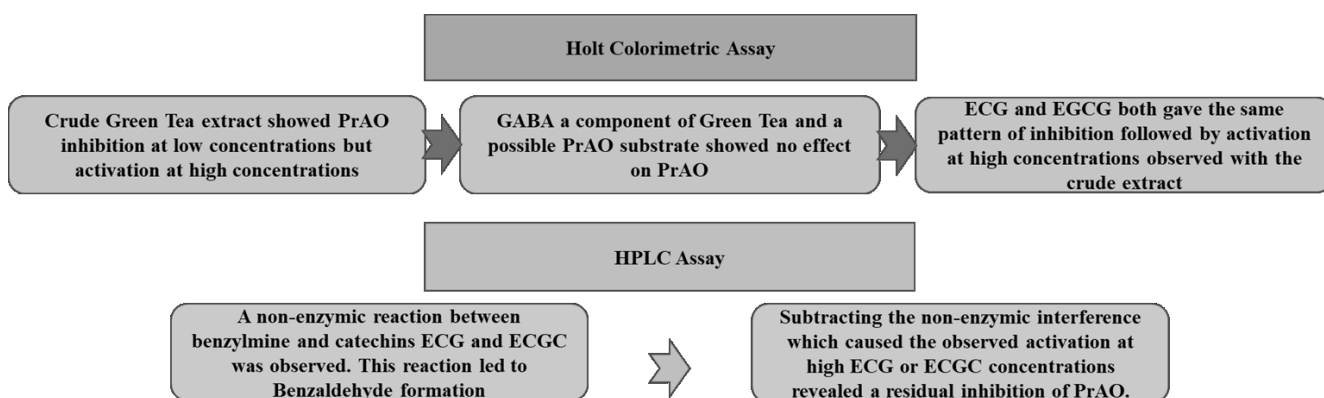 Holt Colorimetric Assay
Crude Green Tea extract showed PrAO
inhibition at low concentrations but
activation at high concentrations
GABA a component of Green Tea and a
possible PrAO substrate showed no effect
on PrAO
ECG and EGCG both gave the same
pattern of inhibition followed by activation
at high concentrations observed with the
crude extract
HPLC Assay
A non-enzymic reaction between
benzylmine and catechins ECG and ECGC
was observed. This reaction led to
Benzaldehyde formation
Subtracting the non-enzymic interference
which caused the observed activation at
high ECG or ECGC concentrations
revealed a residual inhibition of PrAO.